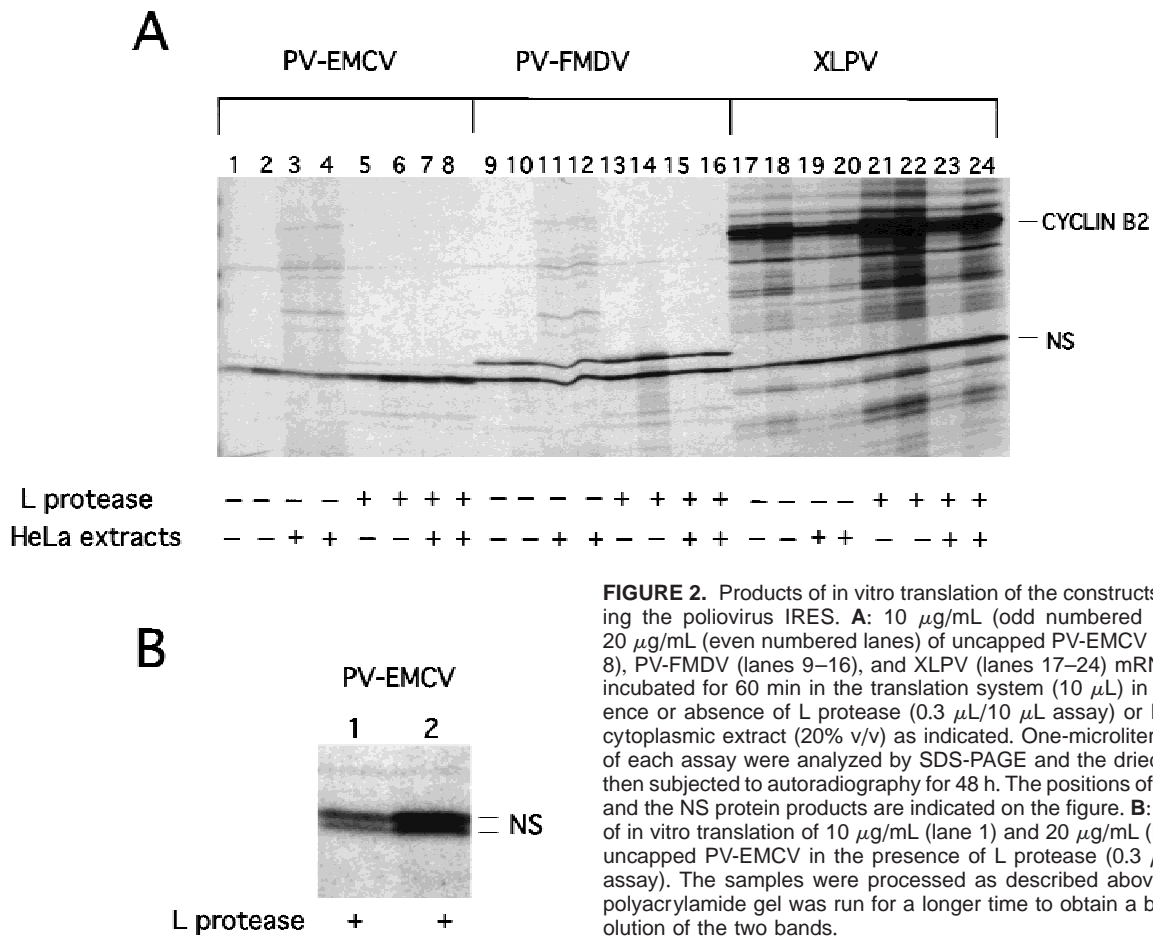 A
PV-EMCV PV-FMDV XLPV
1 2 3 4 5 6 7 8 9 10 11 12 13 14 15 16 17 18 19 20 21 22 23 24
CYCLIN B2
NS
L protease − − − − + + + + − − − − + + + + − − − − + + + +
HeLa extracts − − + + − − + + − − + + − − + + − − + + − − + +
B
PV-EMCV
1 2
NS
L protease + +
FIGURE 2. Products of in vitro translation of the constructs
ing the poliovirus IRES. A: 10 μg/mL (odd numbered
20 μg/mL (even numbered lanes) of uncapped PV-EMCV
8), PV-FMDV (lanes 9–16), and XLPV (lanes 17–24) mRN
incubated for 60 min in the translation system (10 μL) in
ence or absence of L protease (0.3 μL/10 μL assay) or
cytoplasmic extract (20% v/v) as indicated. One-microliter
of each assay were analyzed by SDS-PAGE and the dried
then subjected to autoradiography for 48 h. The positions of
and the NS protein products are indicated on the figure. B:
of in vitro translation of 10 μg/mL (lane 1) and 20 μg/mL (
uncapped PV-EMCV in the presence of L protease (0.3
assay). The samples were processed as described above
polyacrylamide gel was run for a longer time to obtain a b
olution of the two bands.